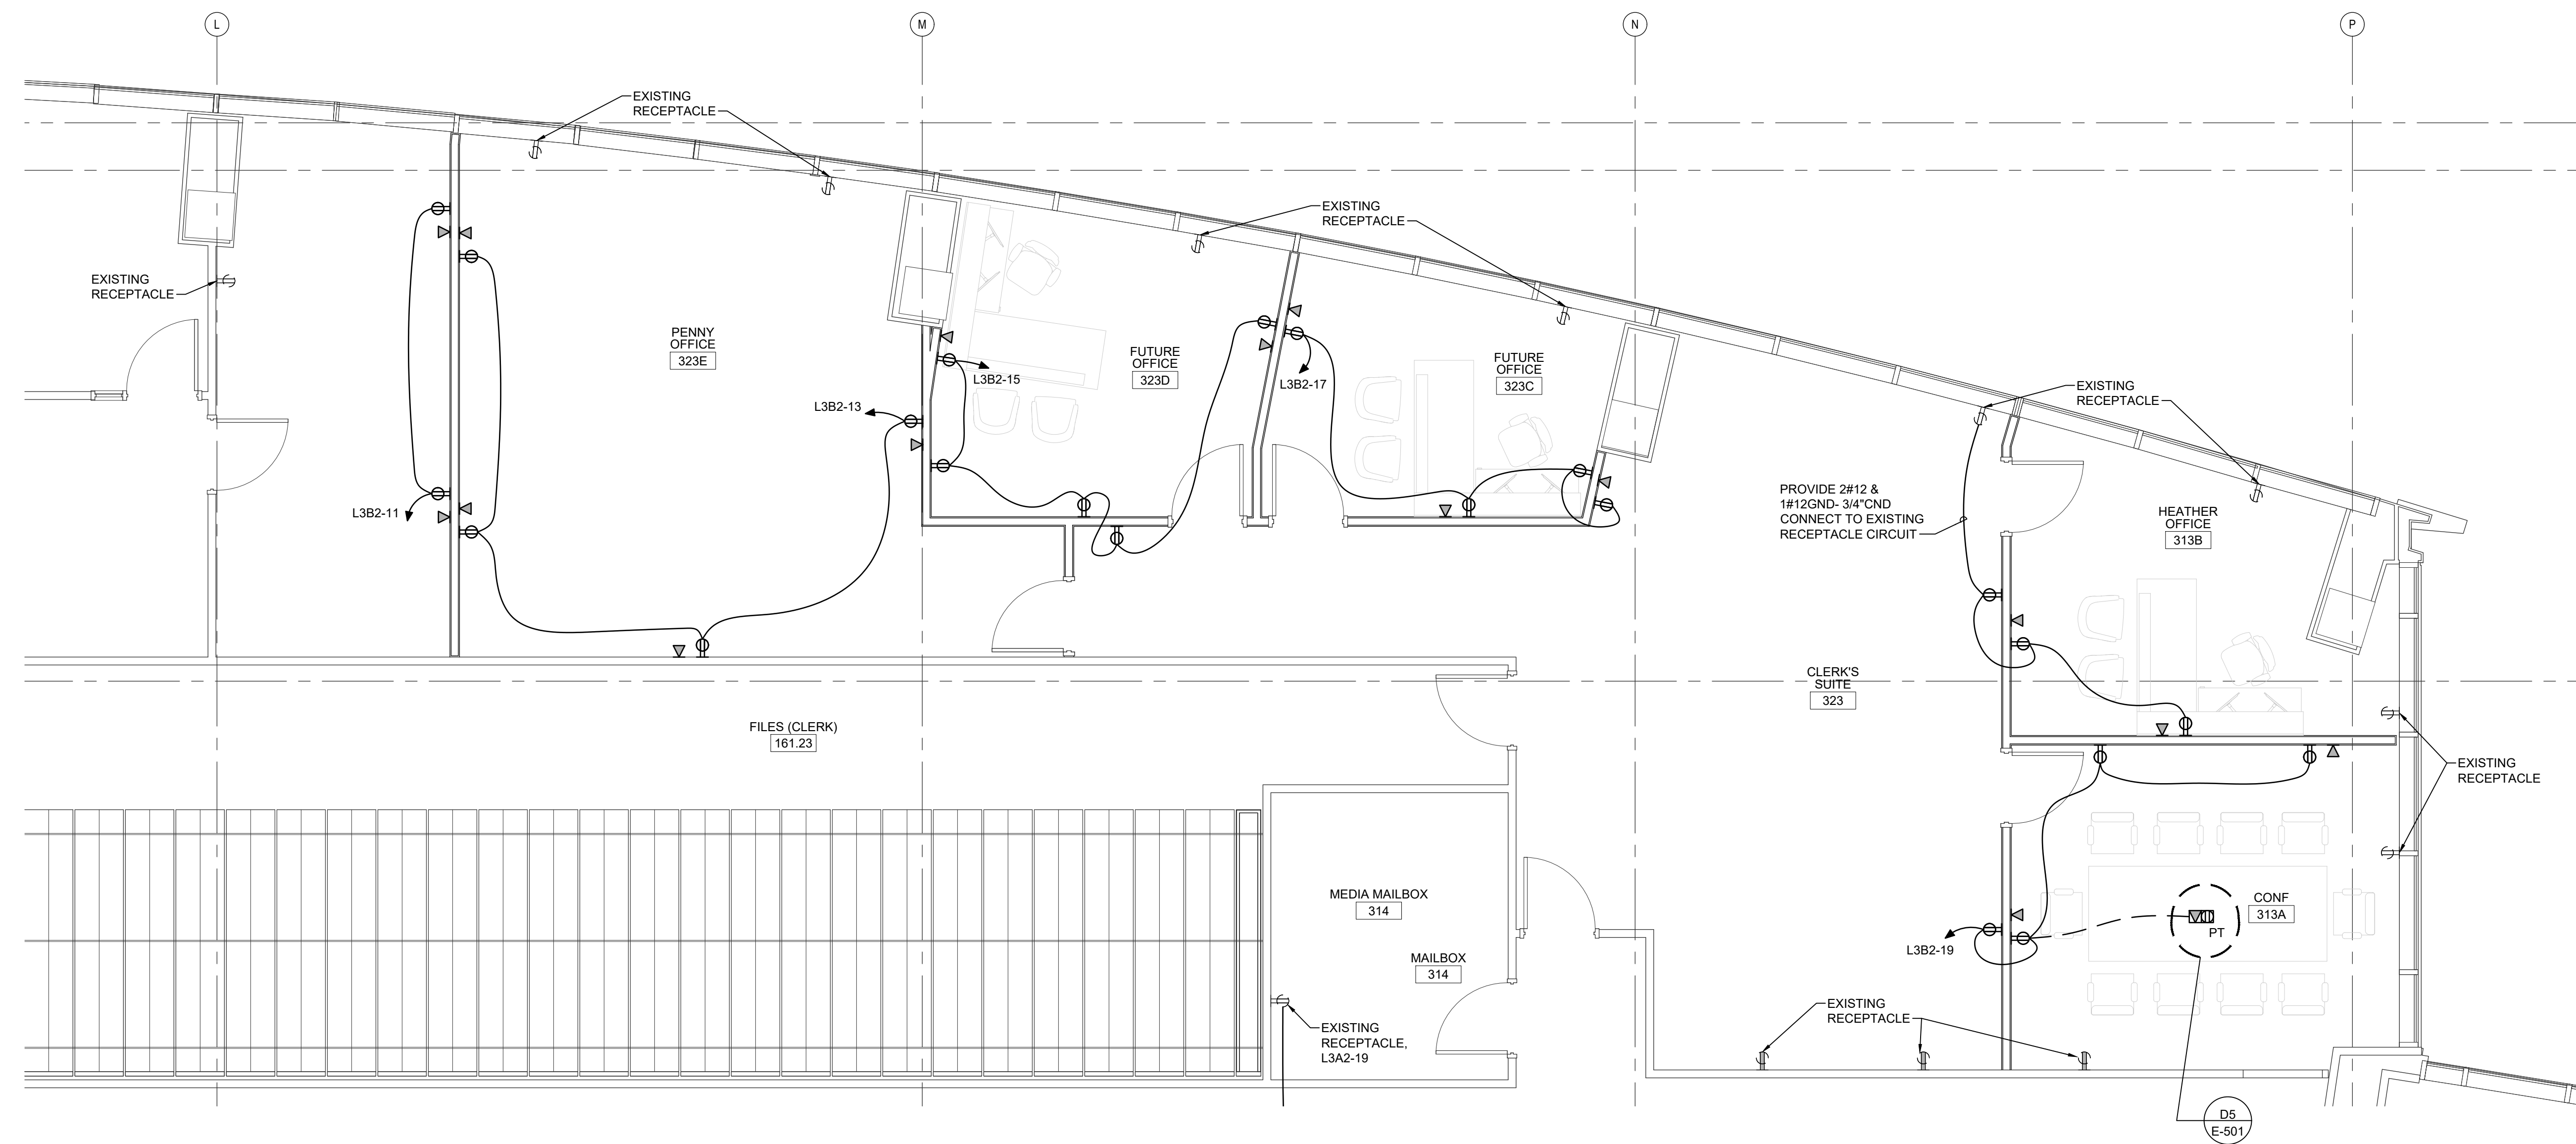 L
M
N
P
EXISTING
RECEPTACLE
EXISTING
RECEPTACLE
EXISTING
RECEPTACLE
PENNY
OFFICE
323E
FUTURE
OFFICE
323D
FUTURE
OFFICE
323C
L3B2-15
L3B2-17
L3B2-13
L3B2-11
EXISTING
RECEPTACLE
PROVIDE 2#12 &
1#12GND- 3/4"CND
CONNECT TO EXISTING
RECEPTACLE CIRCUIT
HEATHER
OFFICE
313B
CLERK'S
SUITE
323
FILES (CLERK)
161.23
EXISTING
RECEPTACLE
MEDIA MAILBOX
314
CONF
313A
PT
L3B2-19
MAILBOX
314
EXISTING
RECEPTACLE
EXISTING
RECEPTACLE,
L3A2-19
D5
E-501